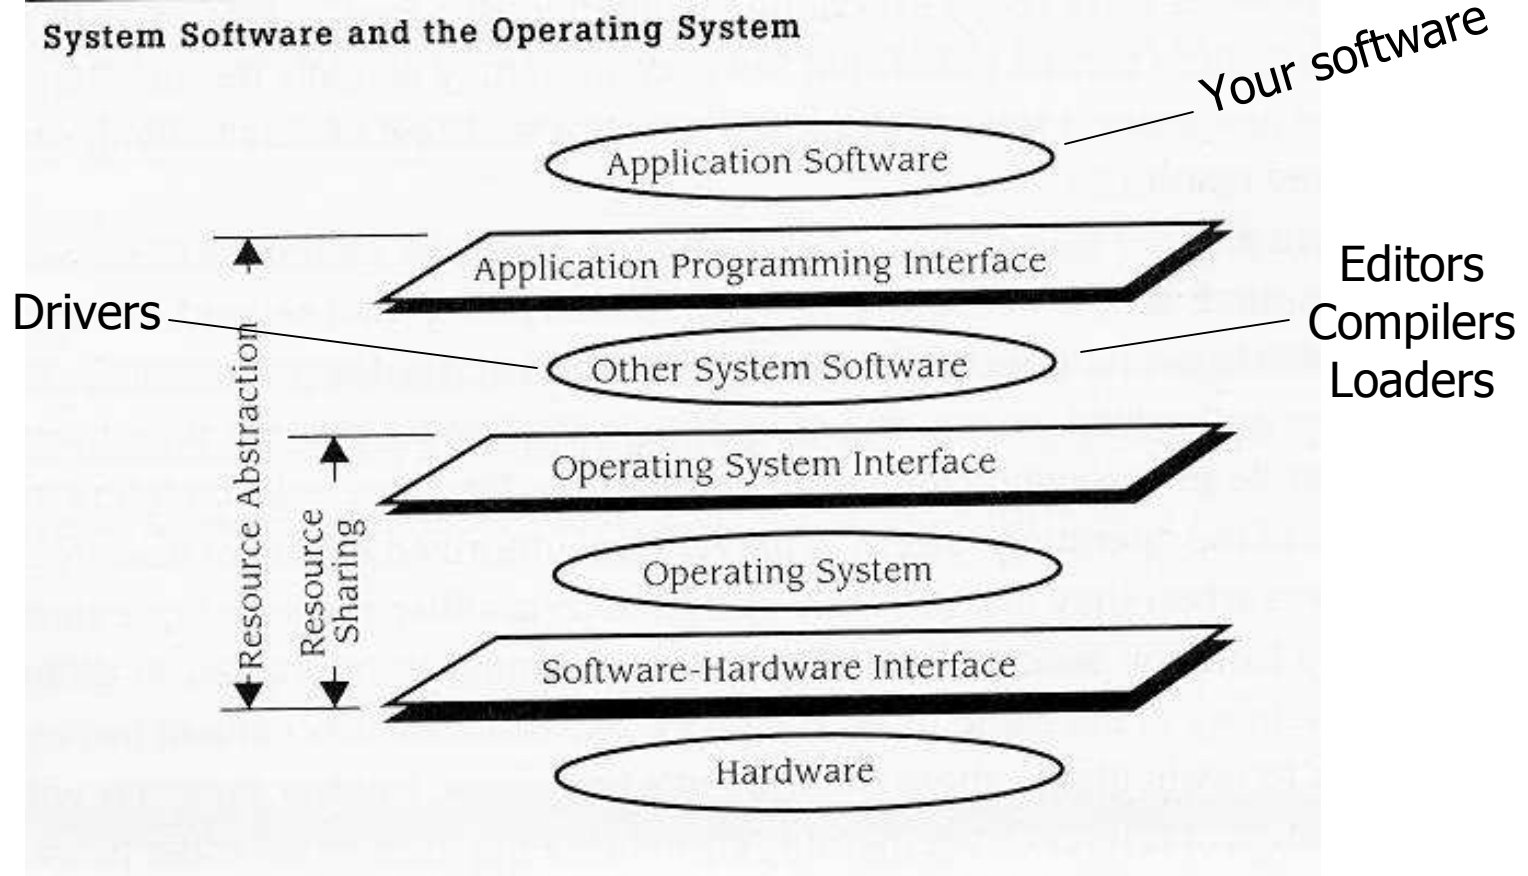 System Software and the Operating System
Your software
Application Software
Application Programming Interface
Drivers
Editors
Compilers
Loaders
Other System Software
Resource Abstraction
Operating System Interface
Resource
Sharing
Operating System
Software-Hardware Interface
Hardware